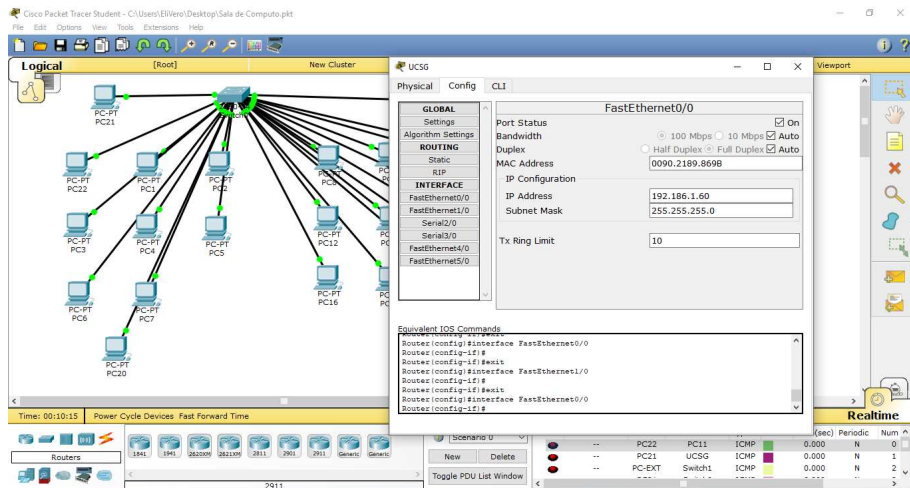 Cisco Packet Tracer Student - C:\Users\EliVero\Desktop\Sala de Computo.pkt
File Edit Options View Tools Extensions Help
Logical [Root] New Cluster Viewport
PC-PT
PC21
PC-PT
PC22
PC-PT
PC1
PC-PT
PC2
PC-PT
PC8
PC-PT
PC3
PC-PT
PC4
PC-PT
PC5
PC-PT
PC12
PC-PT
PC16
PC-PT
PC6
PC-PT
PC7
PC-PT
PC20
UCSG
Physical Config CLI
GLOBAL
Settings
Algorithm Settings
ROUTING
Static
RIP
INTERFACE
FastEthernet0/0
FastEthernet1/0
Serial2/0
Serial3/0
FastEthernet4/0
FastEthernet5/0
FastEthernet0/0
Port Status On
Bandwidth 100 Mbps 10 Mbps Auto
Duplex Half Duplex Full Duplex Auto
MAC Address 0090.2189.869B
IP Configuration
IP Address 192.186.1.60
Subnet Mask 255.255.255.0
Tx Ring Limit 10
Equivalent IOS Commands
Router(config)#interface FastEthernet0/0
Router(config-if)#
Router(config-if)#exit
Router(config)#interface FastEthernet1/0
Router(config-if)#
Router(config-if)#exit
Router(config)#interface FastEthernet0/0
Router(config-if)#
Time: 00:10:15 Power Cycle Devices Fast Forward Time Realtime
Routers
1841 1941 2620XM 2621XM 2811 2901 2911 Generic Generic
2911
Scenario 0
New Delete
Toggle PDU List Window
(sec) Periodic Num
-- PC22 PC11 ICMP 0.000 N 0
-- PC21 UCSG ICMP 0.000 N 1
-- PC-EXT Switch1 ICMP 0.000 N 2